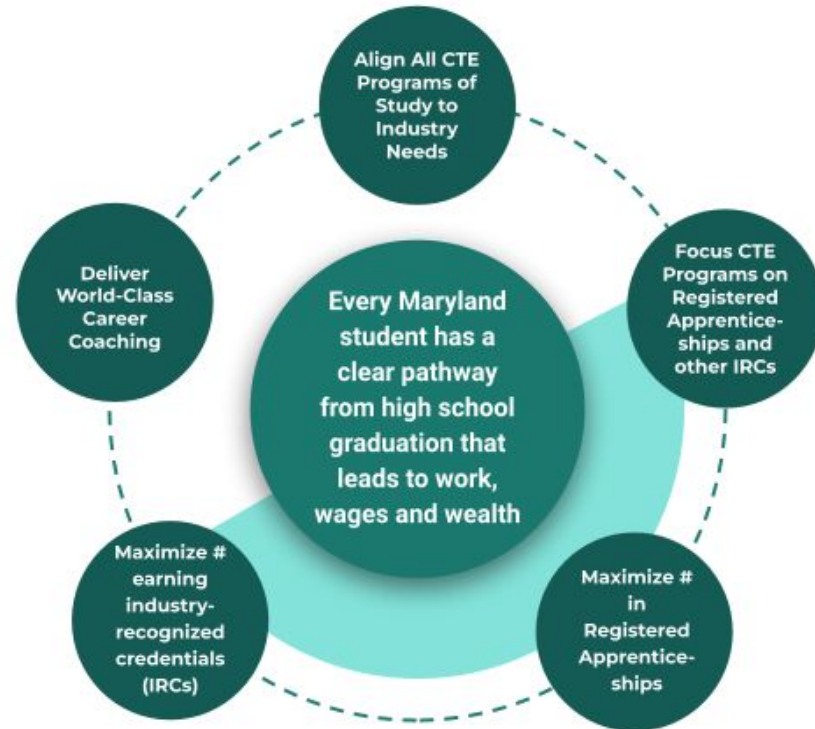 Align All CTE
Programs of
Study to
Industry
Needs
Deliver
World-Class
Career
Coaching
Every Maryland
student has a
clear pathway
from high school
graduation that
leads to work,
wages and wealth
Focus CTE
Programs on
Registered
Apprentice-
ships and
other IRCs
Maximize #
earning
industry-
recognized
credentials
(IRCs)
Maximize #
in
Registered
Apprentice-
ships